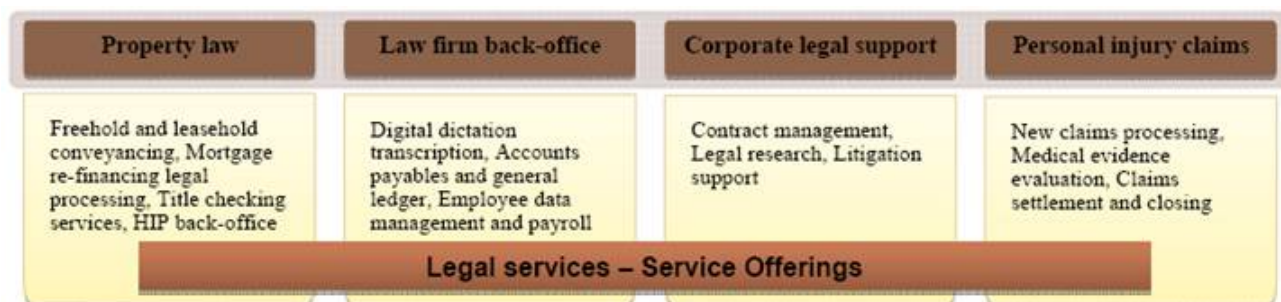 Property law
Law firm back-office
Corporate legal support
Personal injury claims
Freehold and leasehold
conveyancing, Mortgage
re-financing legal
processing, Title checking
services, HIP back-office
Digital dictation
transcription, Accounts
payables and general
ledger, Employee data
management and payroll
Contract management,
Legal research, Litigation
support
New claims processing,
Medical evidence
evaluation, Claims
settlement and closing
Legal services – Service Offerings